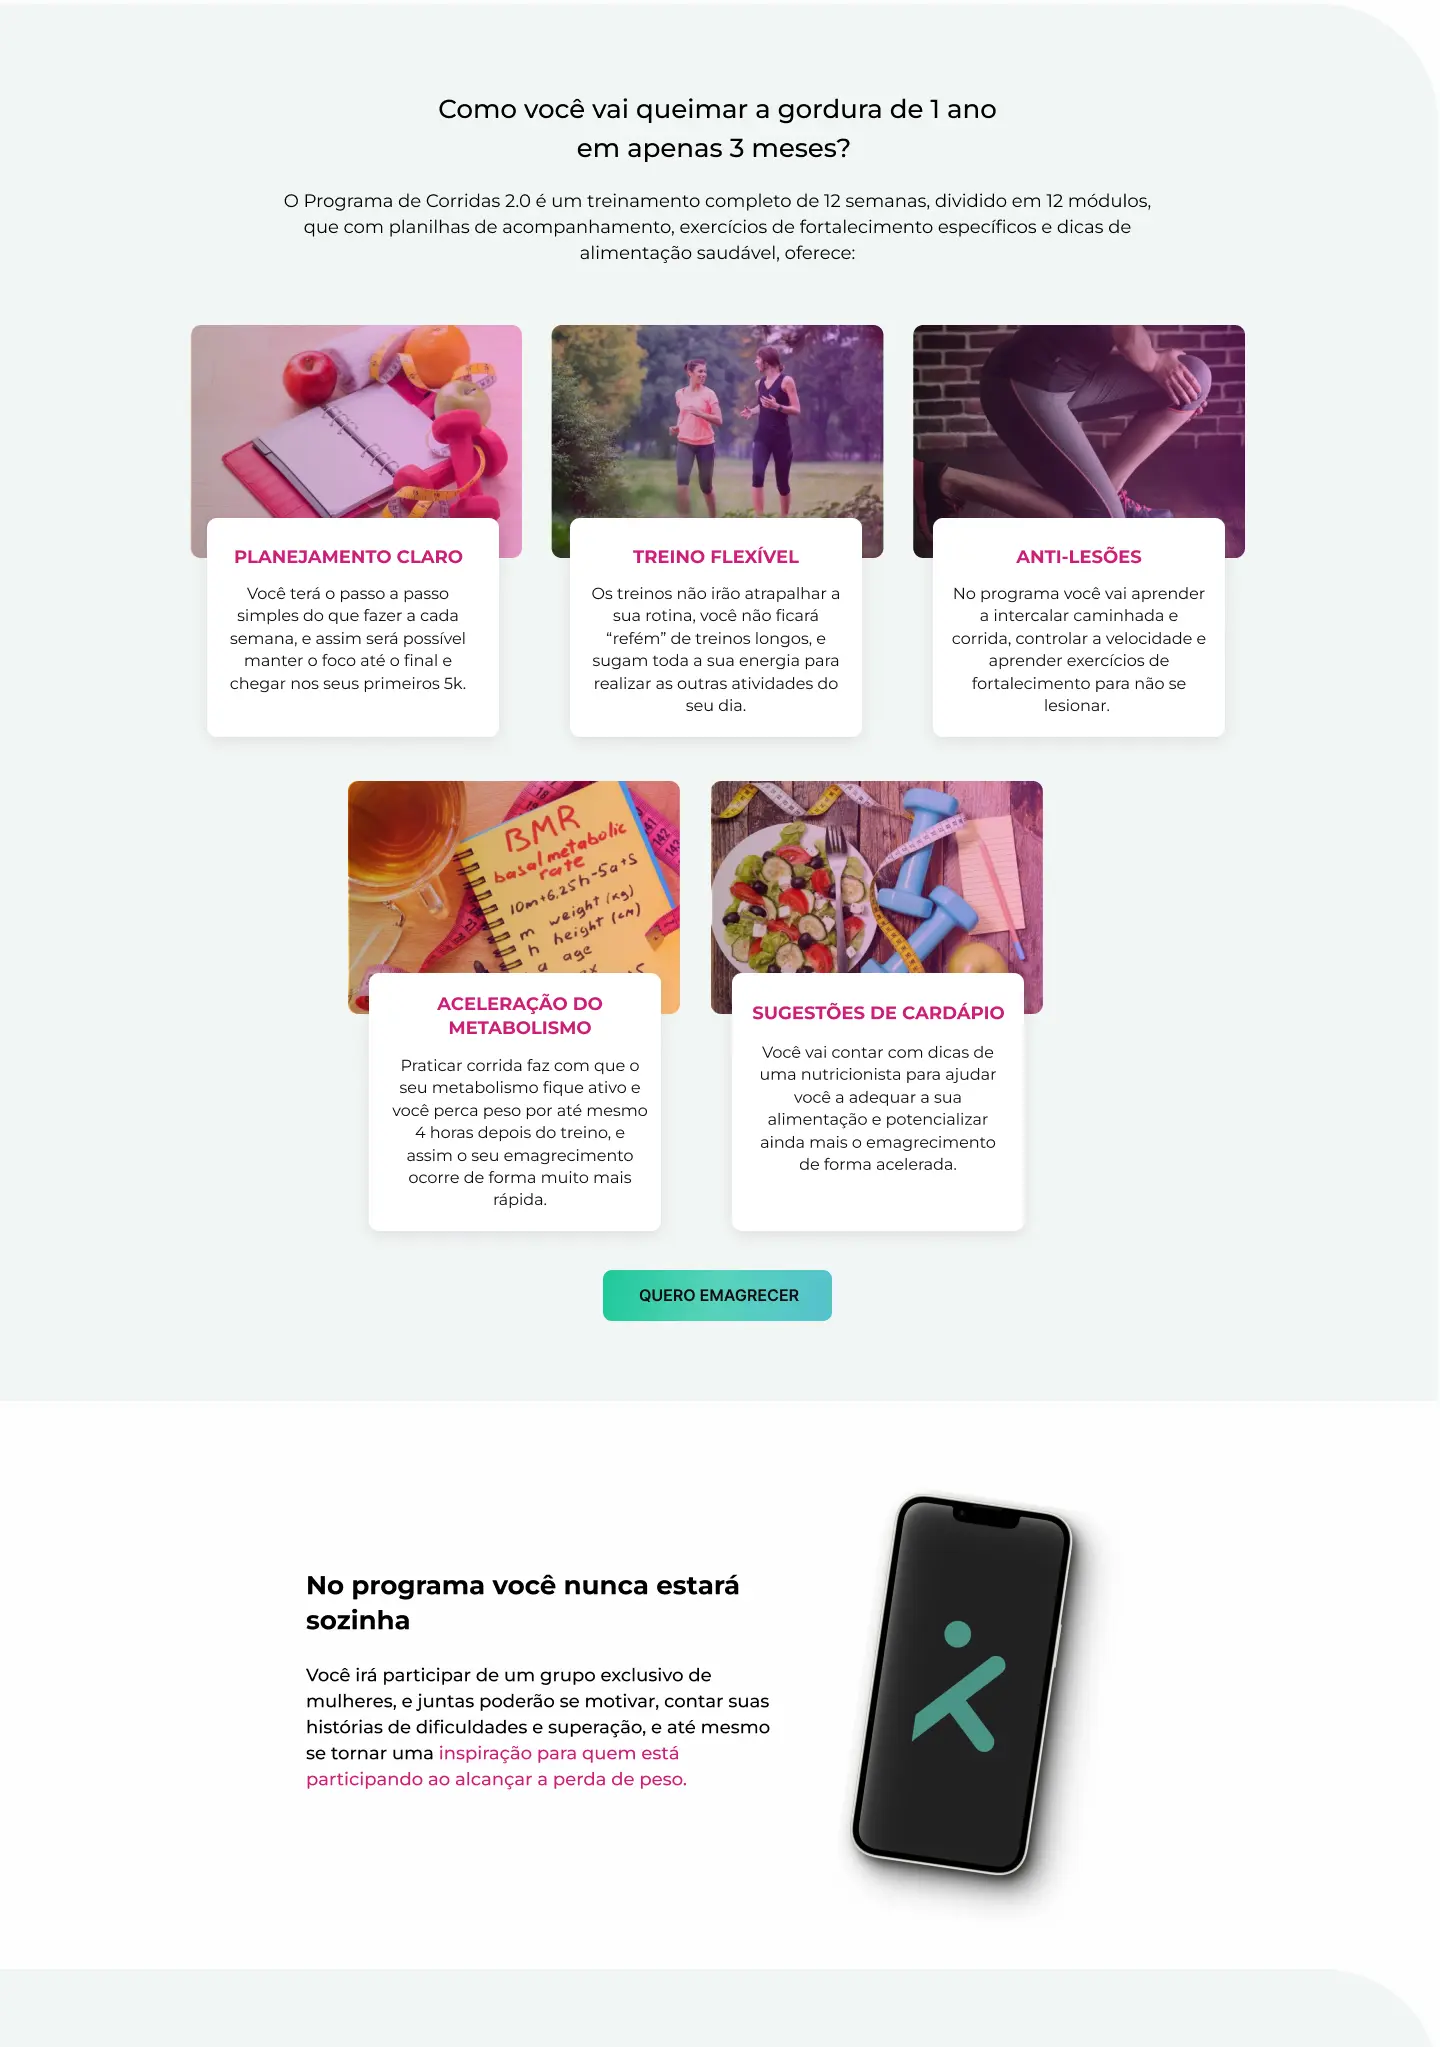 Como você vai queimar a gordura de 1 ano
em apenas 3 meses?
O Programa de Corridas 2.0 é um treinamento completo de 12 semanas, dividido em 12 módulos,
que com planilhas de acompanhamento, exercícios de fortalecimento específicos e dicas de
alimentação saudável, oferece:
PLANEJAMENTO CLARO
Você terá o passo a passo
simples do que fazer a cada
semana, e assim será possível
manter o foco até o final e
chegar nos seus primeiros 5k.
TREINO FLEXÍVEL
Os treinos não irão atrapalhar a
sua rotina, você não ficará
“refém” de treinos longos, e
sugam toda a sua energia para
realizar as outras atividades do
seu dia.
ANTI-LESÕES
No programa você vai aprender
a intercalar caminhada e
corrida, controlar a velocidade e
aprender exercícios de
fortalecimento para não se
lesionar.
BMR
basal metabolic
rate
10m+6.25h-5a+5
m weight (kg)
h height (cm)
a age
ACELERAÇÃO DO
METABOLISMO
Praticar corrida faz com que o
seu metabolismo fique ativo e
você perca peso por até mesmo
4 horas depois do treino, e
assim o seu emagrecimento
ocorre de forma muito mais
rápida.
SUGESTÕES DE CARDÁPIO
Você vai contar com dicas de
uma nutricionista para ajudar
você a adequar a sua
alimentação e potencializar
ainda mais o emagrecimento
de forma acelerada.
QUERO EMAGRECER
No programa você nunca estará
sozinha
Você irá participar de um grupo exclusivo de
mulheres, e juntas poderão se motivar, contar suas
histórias de dificuldades e superação, e até mesmo
se tornar uma inspiração para quem está
participando ao alcançar a perda de peso.